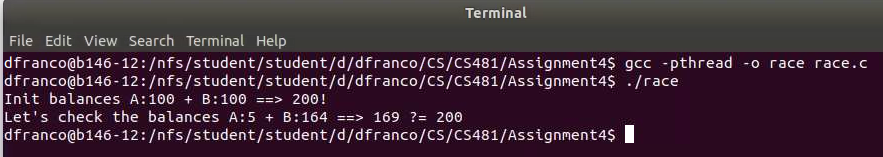 Terminal
File Edit View Search Terminal Help
dfranco@b146-12:/nfs/student/student/d/dfranco/CS/CS481/Assignment4$ gcc -pthread -o race race.c
dfranco@b146-12:/nfs/student/student/d/dfranco/CS/CS481/Assignment4$ ./race
Init balances A:100 + B:100 ==> 200!
Let's check the balances A:5 + B:164 ==> 169 ?= 200
dfranco@b146-12:/nfs/student/student/d/dfranco/CS/CS481/Assignment4$